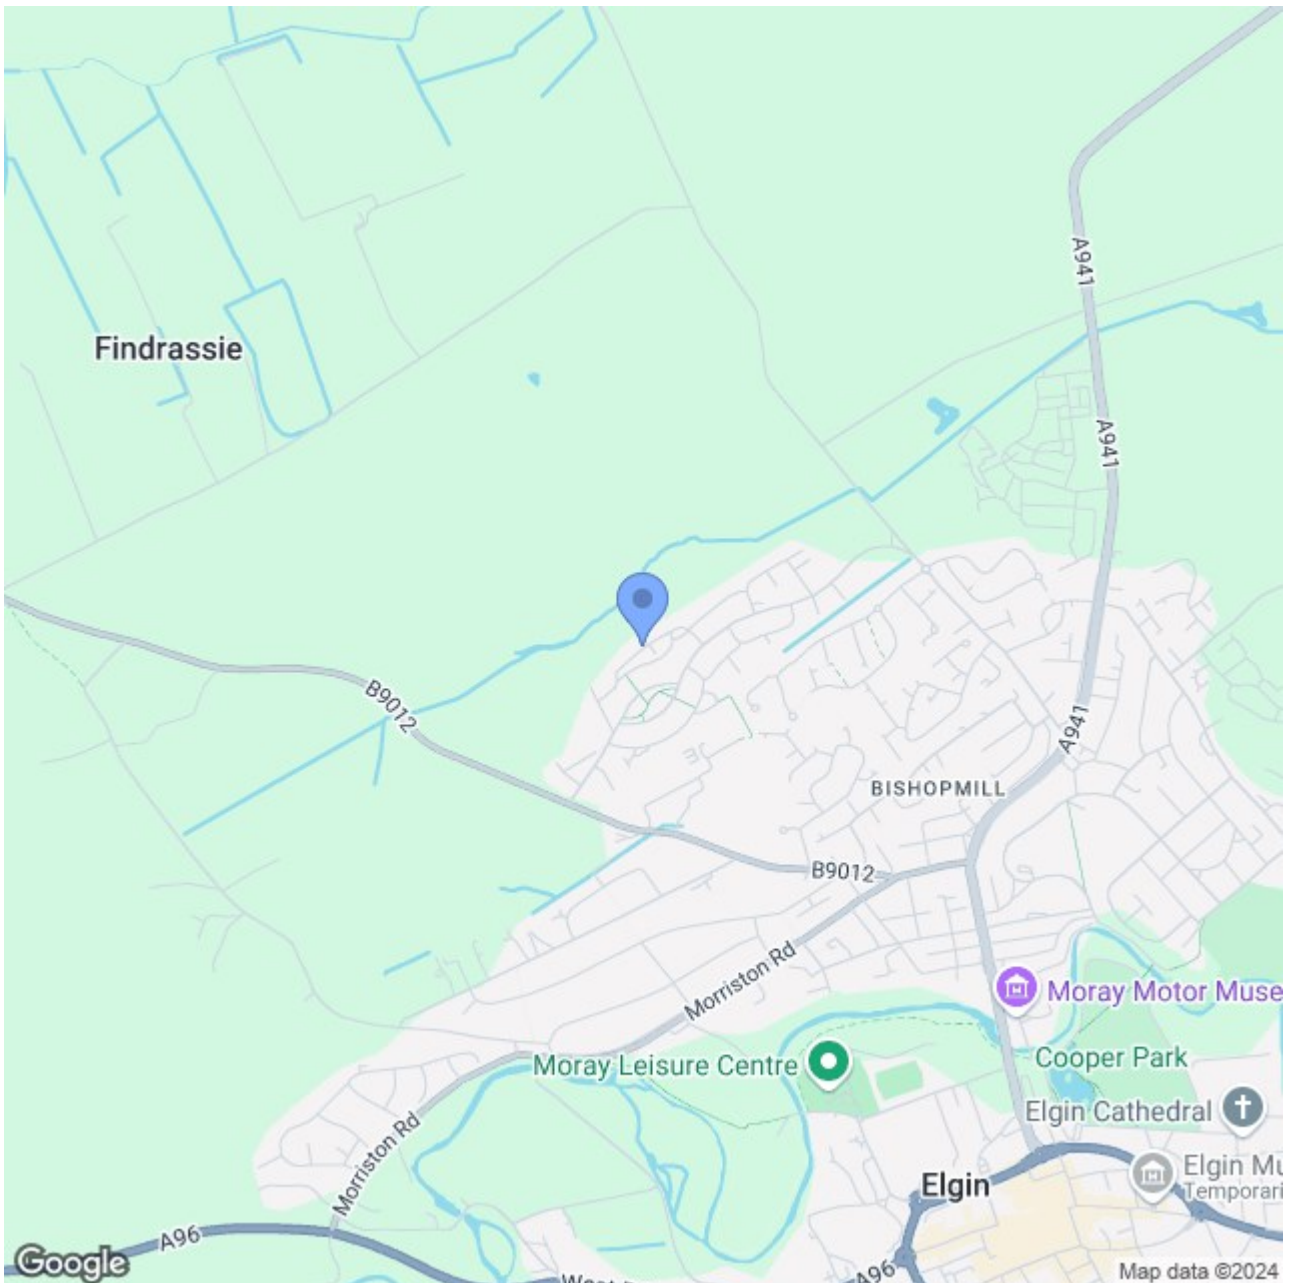 A941
Findrassie
A941
B9012
A941
BISHOPMILL
B9012
Morriston Rd
Moray Motor Muse
Moray Leisure Centre
Cooper Park
Elgin Cathedral
Morriston Rd
Elgin Mu
Temporari
Elgin
A96
A96
West
Google
Map data ©2024